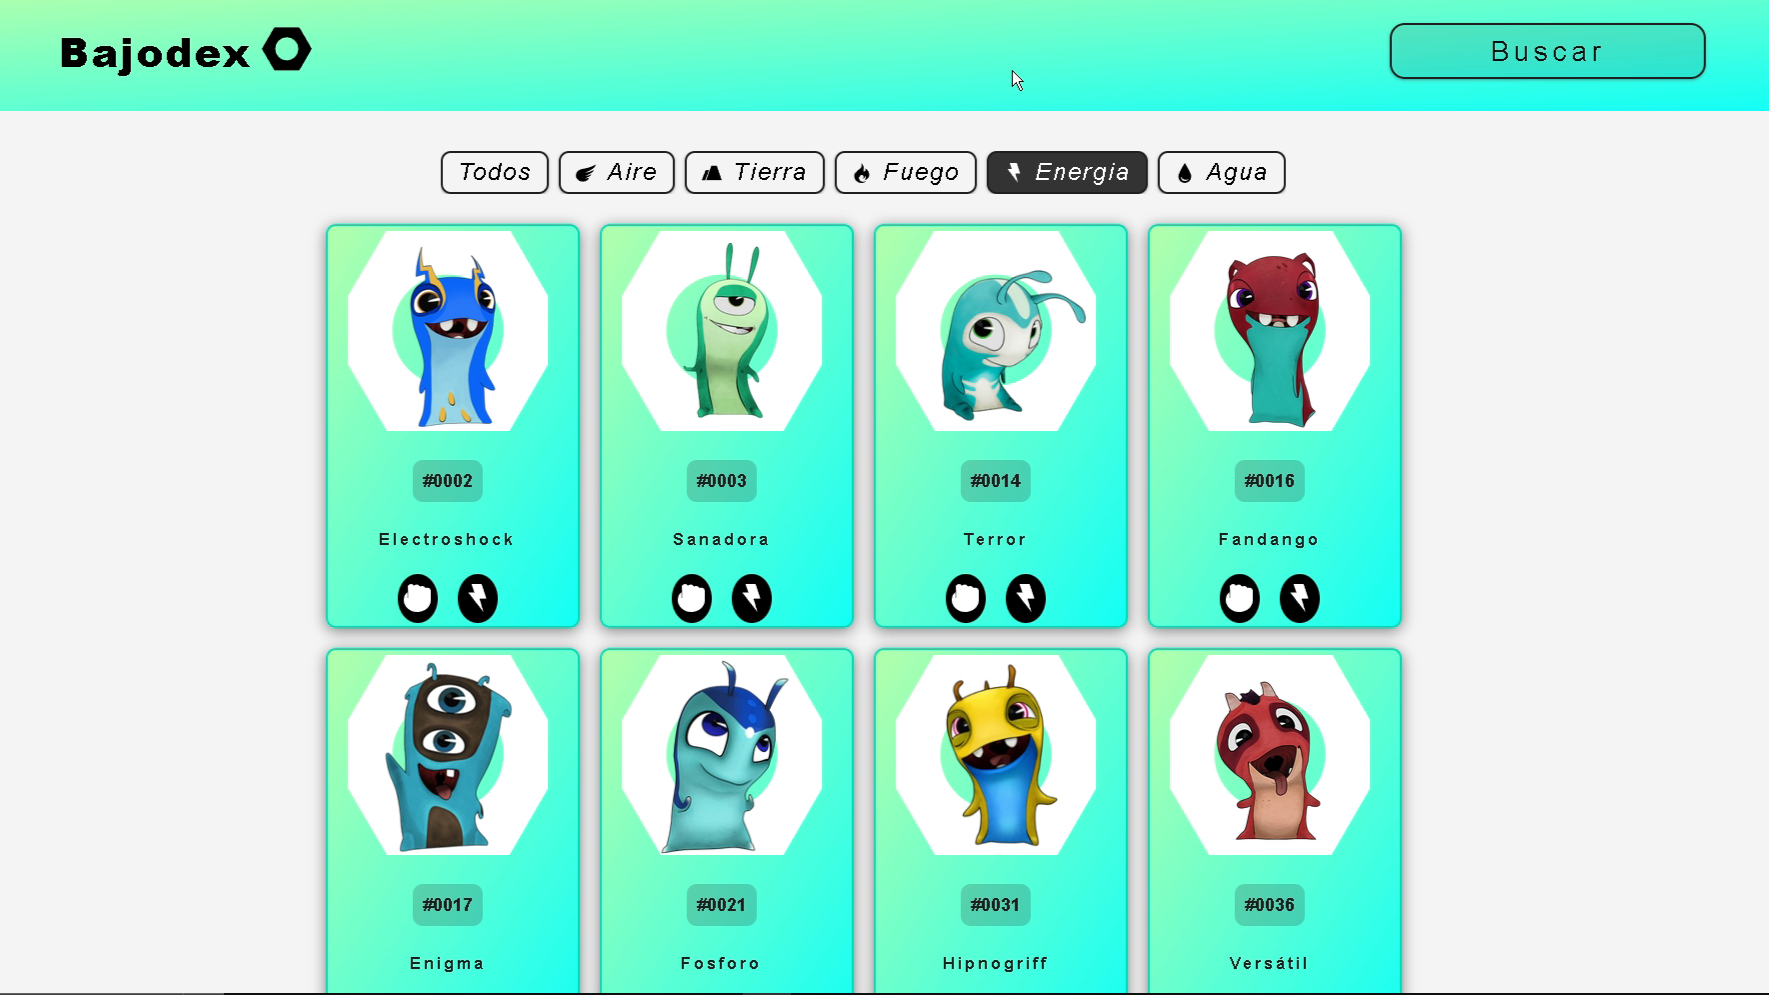 Bajodex
Buscar
Todos Aire Tierra Fuego Energia Agua
#0002 #0003 #0014 #0016
Electroshock Sanadora Terror Fandango
#0017 #0021 #0031 #0036
Enigma Fosforo Hipnogriff Versátil